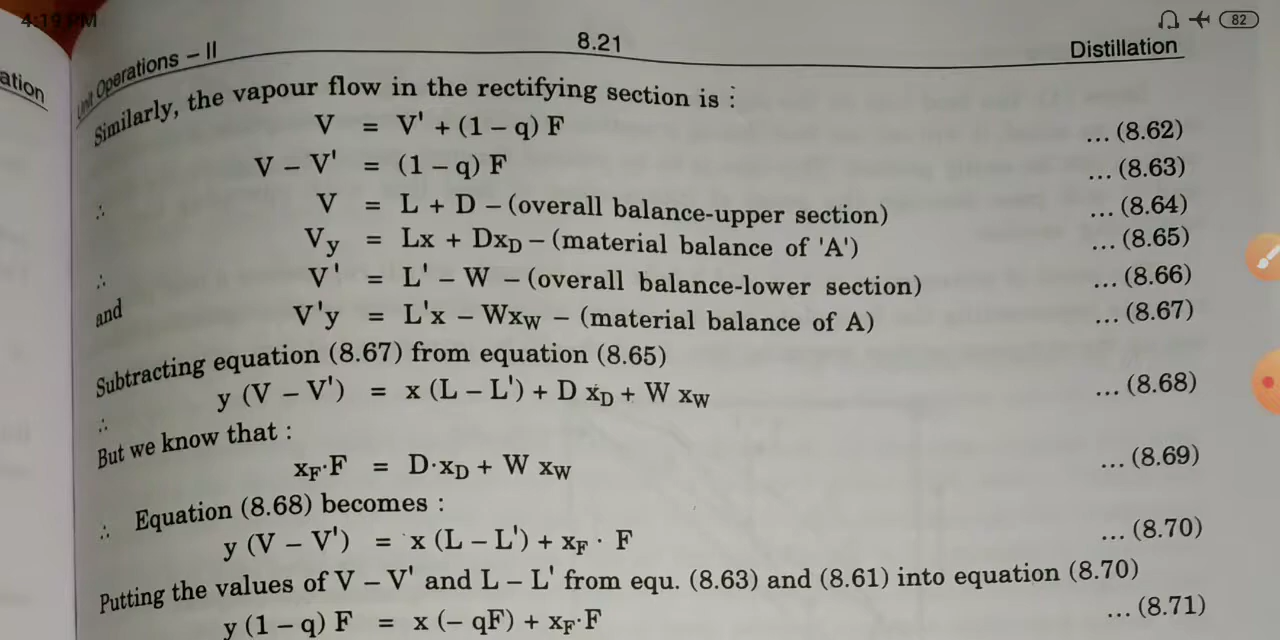 4:19 PM
82
ation
Unit Operations – II
8.21
Distillation
Similarly, the vapour flow in the rectifying section is :
V = V' + (1 – q) F ... (8.62)
V – V' = (1 – q) F ... (8.63)
∴ V = L + D – (overall balance-upper section) ... (8.64)
Vy = Lx + DxD – (material balance of 'A') ... (8.65)
∴ V' = L' – W – (overall balance-lower section) ... (8.66)
and V'y = L'x – WxW – (material balance of A) ... (8.67)
Subtracting equation (8.67) from equation (8.65)
∴ y (V – V') = x (L – L') + D xD + W xW ... (8.68)
But we know that :
xF·F = D·xD + W xW ... (8.69)
∴ Equation (8.68) becomes :
y (V – V') = x (L – L') + xF · F ... (8.70)
Putting the values of V – V' and L – L' from equ. (8.63) and (8.61) into equation (8.70)
y (1 – q) F = x (– qF) + xF·F ... (8.71)